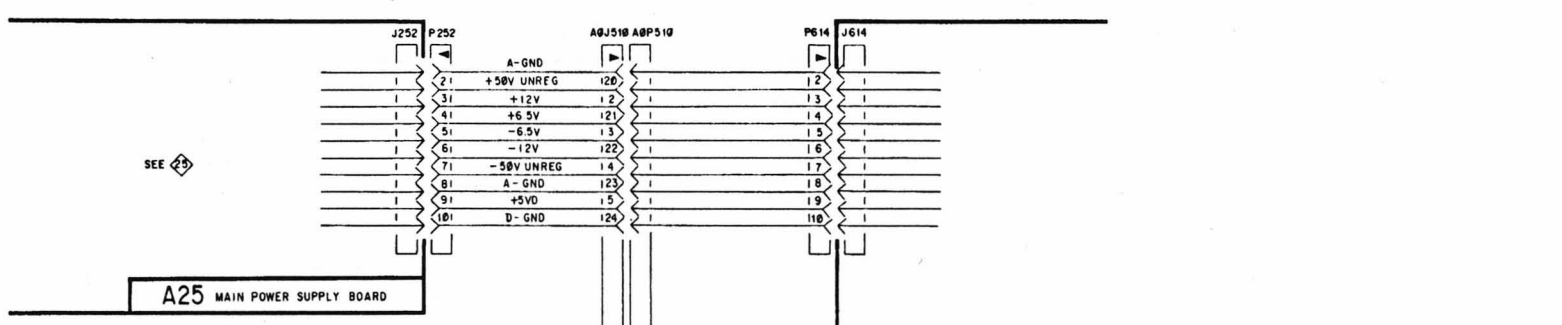 J252 P252 A0J510 A0P510 P614 J614
A-GND
2 +50V UNREG 20 2
3 +12V 2 3
4 +6 5V 21 4
5 -6.5V 3 5
6 -12V 22 6
7 -50V UNREG 4 7
8 A-GND 23 8
9 +5VD 5 9
10 D-GND 24 10
SEE 25
A25 MAIN POWER SUPPLY BOARD